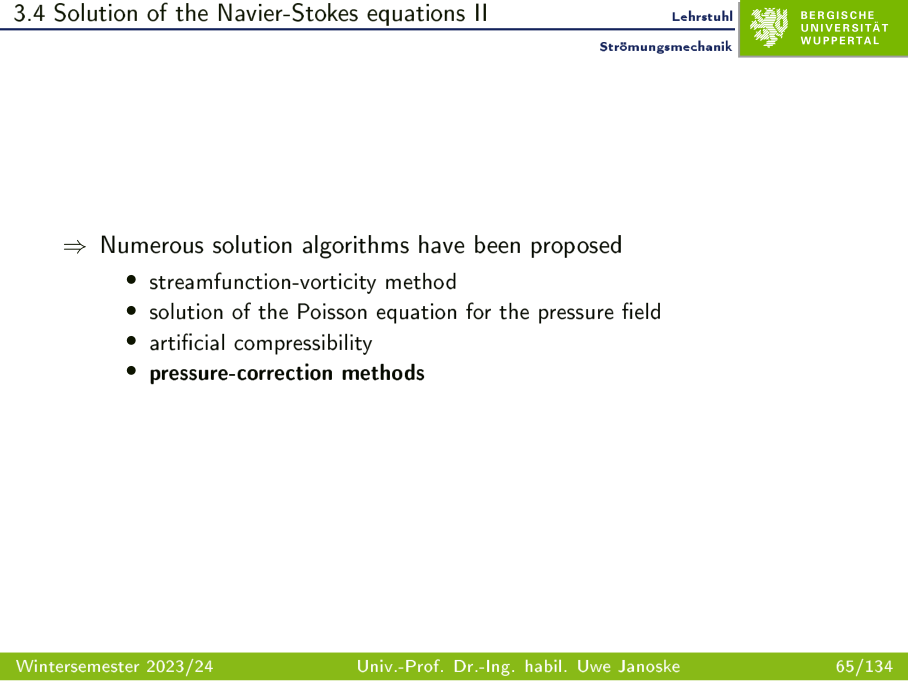 3.4 Solution of the Navier-Stokes equations II
Lehrstuhl
Strömungsmechanik
BERGISCHE
UNIVERSITÄT
WUPPERTAL
⇒ Numerous solution algorithms have been proposed
• streamfunction-vorticity method
• solution of the Poisson equation for the pressure field
• artificial compressibility
• pressure-correction methods
Wintersemester 2023/24 Univ.-Prof. Dr.-Ing. habil. Uwe Janoske 65/134